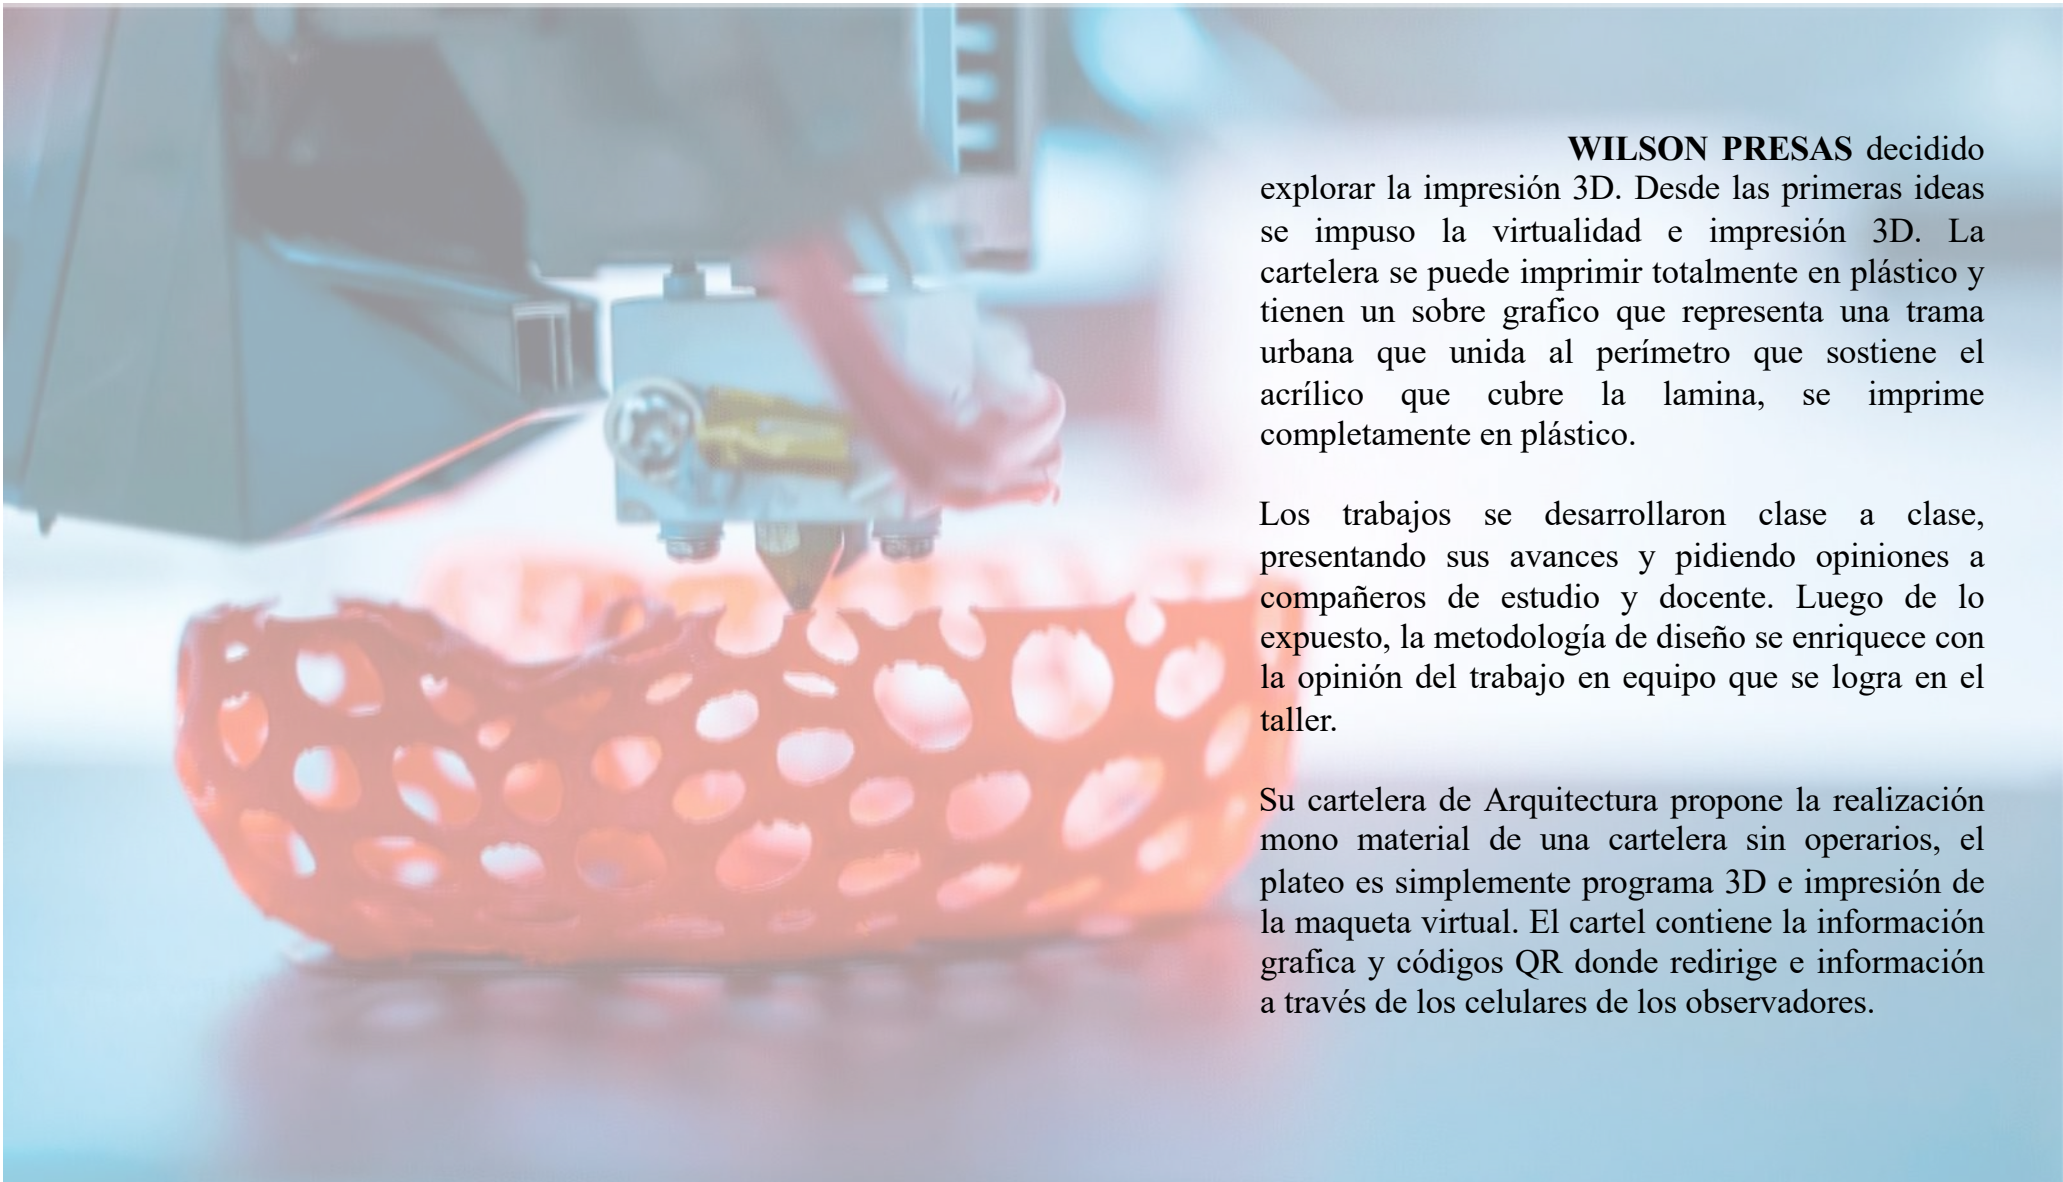 WILSON PRESAS decidido
explorar la impresión 3D. Desde las primeras ideas
se impuso la virtualidad e impresión 3D. La
cartelera se puede imprimir totalmente en plástico y
tienen un sobre grafico que representa una trama
urbana que unida al perímetro que sostiene el
acrílico que cubre la lamina, se imprime
completamente en plástico.
Los trabajos se desarrollaron clase a clase,
presentando sus avances y pidiendo opiniones a
compañeros de estudio y docente. Luego de lo
expuesto, la metodología de diseño se enriquece con
la opinión del trabajo en equipo que se logra en el
taller.
Su cartelera de Arquitectura propone la realización
mono material de una cartelera sin operarios, el
plateo es simplemente programa 3D e impresión de
la maqueta virtual. El cartel contiene la información
grafica y códigos QR donde redirige e información
a través de los celulares de los observadores.